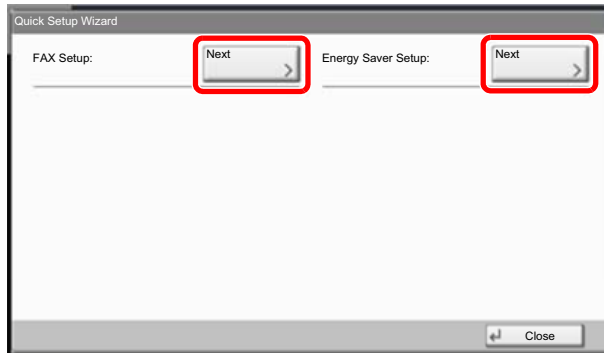 Quick Setup Wizard
FAX Setup:
Next
Energy Saver Setup:
Next
Close